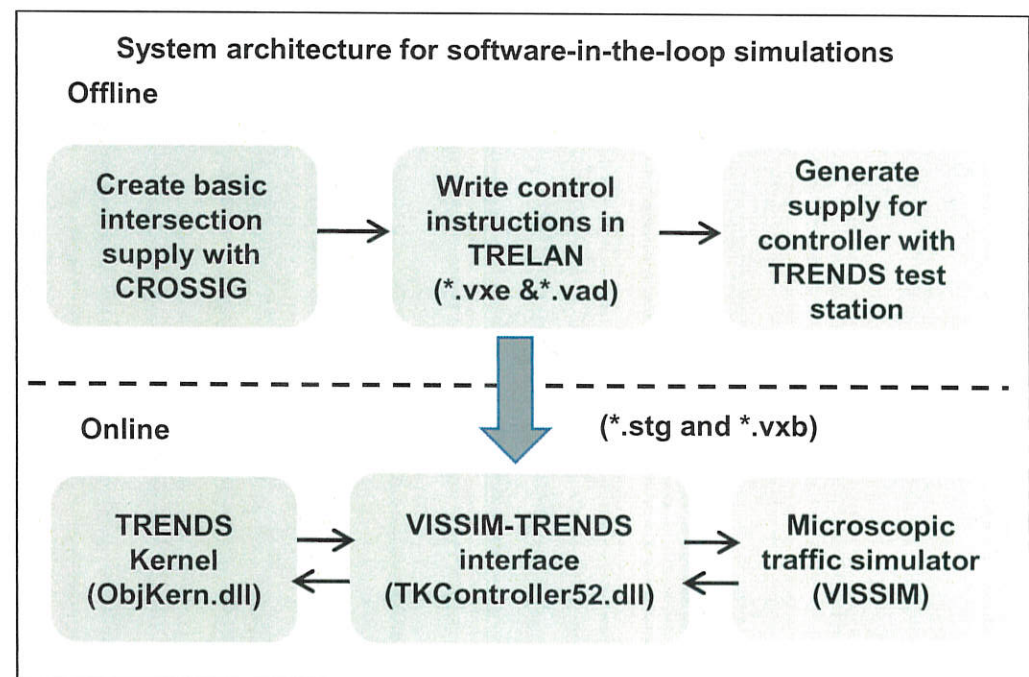 System architecture for software-in-the-loop simulations
Offline
Create basic
intersection
supply with
CROSSIG
Write control
instructions in
TRELAN
(*.vxe &*.vad)
Generate
supply for
controller with
TRENDS test
station
Online
(*.stg and *.vxb)
TRENDS
Kernel
(ObjKern.dll)
VISSIM-TRENDS
interface
(TKController52.dll)
Microscopic
traffic simulator
(VISSIM)